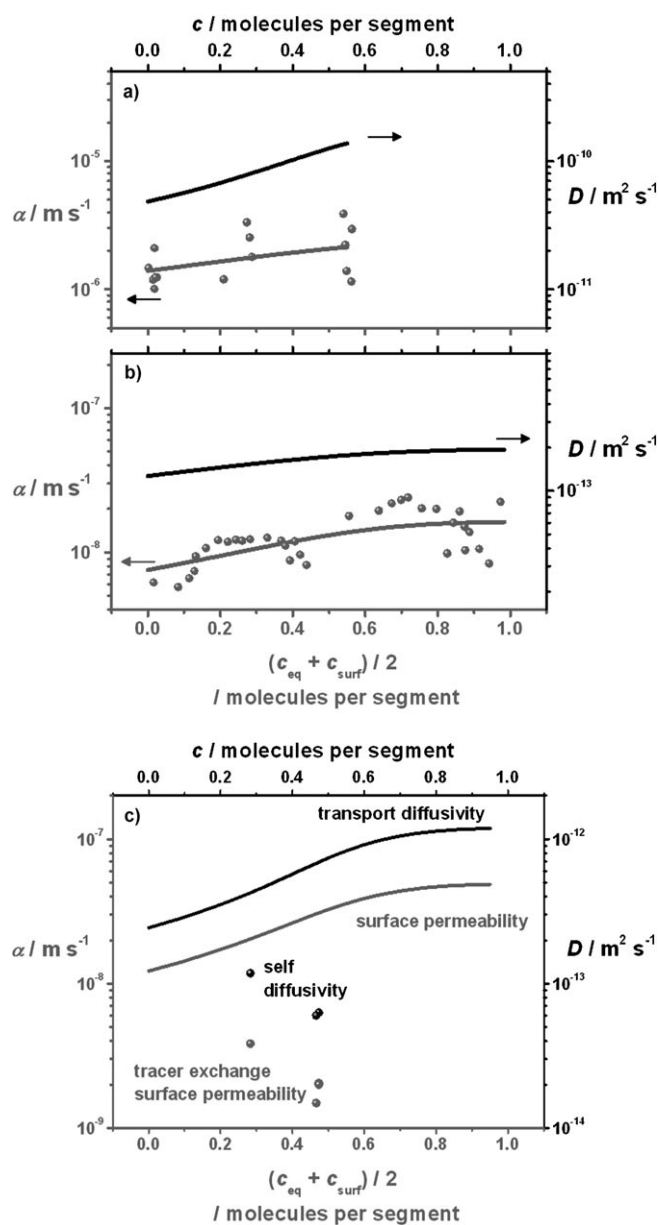 c / molecules per segment
0.0 0.2 0.4 0.6 0.8 1.0
a)
10⁻⁵
10⁻⁶
α / m s⁻¹
10⁻¹⁰
10⁻¹¹
D / m² s⁻¹
b)
10⁻⁷
10⁻⁸
α / m s⁻¹
10⁻¹³
D / m² s⁻¹
0.0 0.2 0.4 0.6 0.8 1.0
(c_eq + c_surf) / 2
/ molecules per segment
c / molecules per segment
0.0 0.2 0.4 0.6 0.8 1.0
c)
transport diffusivity
10⁻⁷
10⁻¹²
surface permeability
α / m s⁻¹
D / m² s⁻¹
self
diffusivity
10⁻⁸
10⁻¹³
tracer exchange
surface permeability
10⁻⁹
10⁻¹⁴
0.0 0.2 0.4 0.6 0.8 1.0
(c_eq + c_surf) / 2
/ molecules per segment